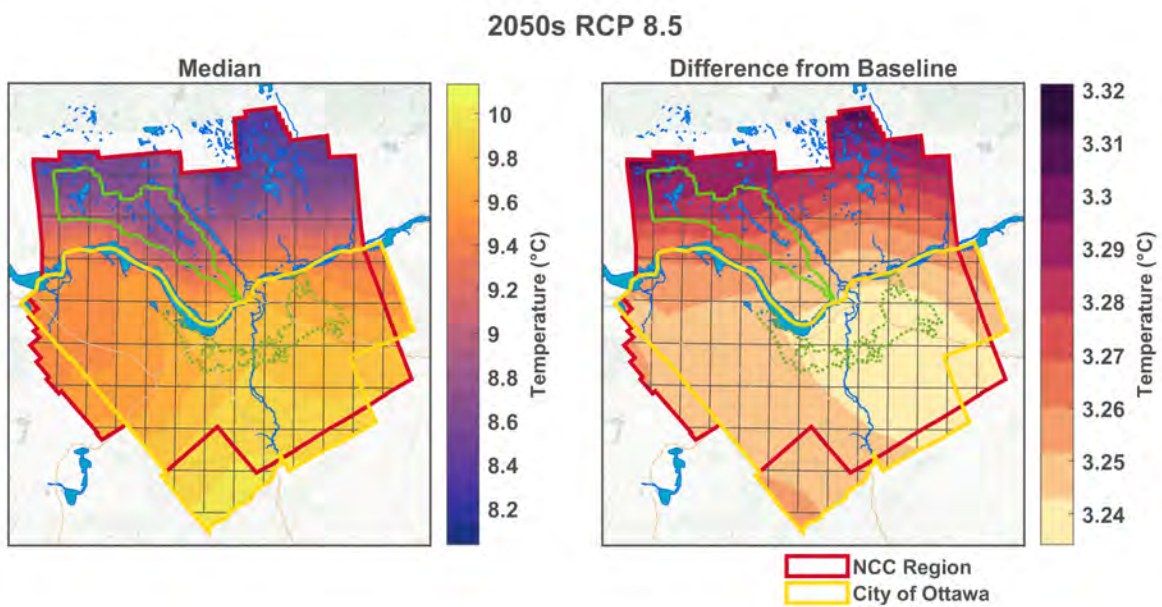 2050s RCP 8.5
Median
Difference from Baseline
10
9.8
9.6
9.4
9.2
9
8.8
8.6
8.4
8.2
Temperature (°C)
3.32
3.31
3.3
3.29
3.28
3.27
3.26
3.25
3.24
Temperature (°C)
NCC Region
City of Ottawa